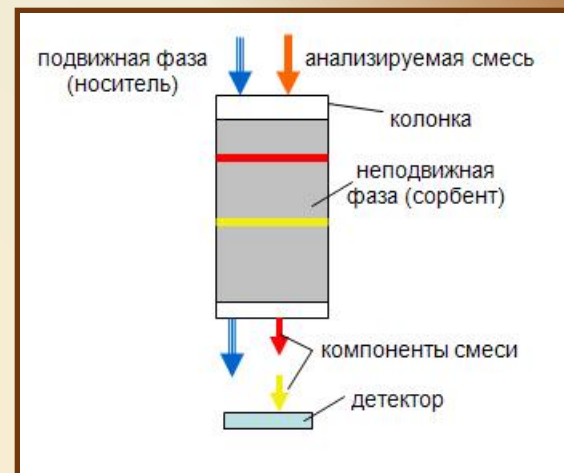 подвижная фаза
(носитель)
анализируемая смесь
колонка
неподвижная
фаза (сорбент)
компоненты смеси
детектор